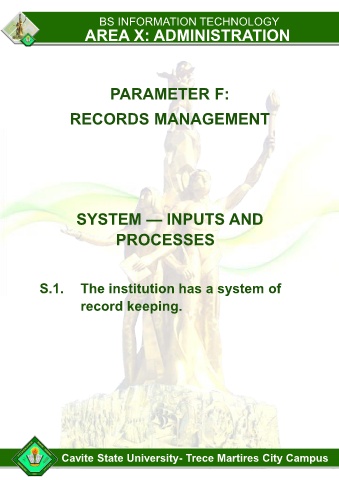 BS INFORMATION TECHNOLOGY
AREA X: ADMINISTRATION
PARAMETER F:
RECORDS MANAGEMENT
SYSTEM — INPUTS AND
PROCESSES
S.1. The institution has a system of
record keeping.
Cavite State University- Trece Martires City Campus